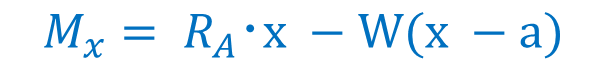 Mₓ = R_A·x − W(x − a)